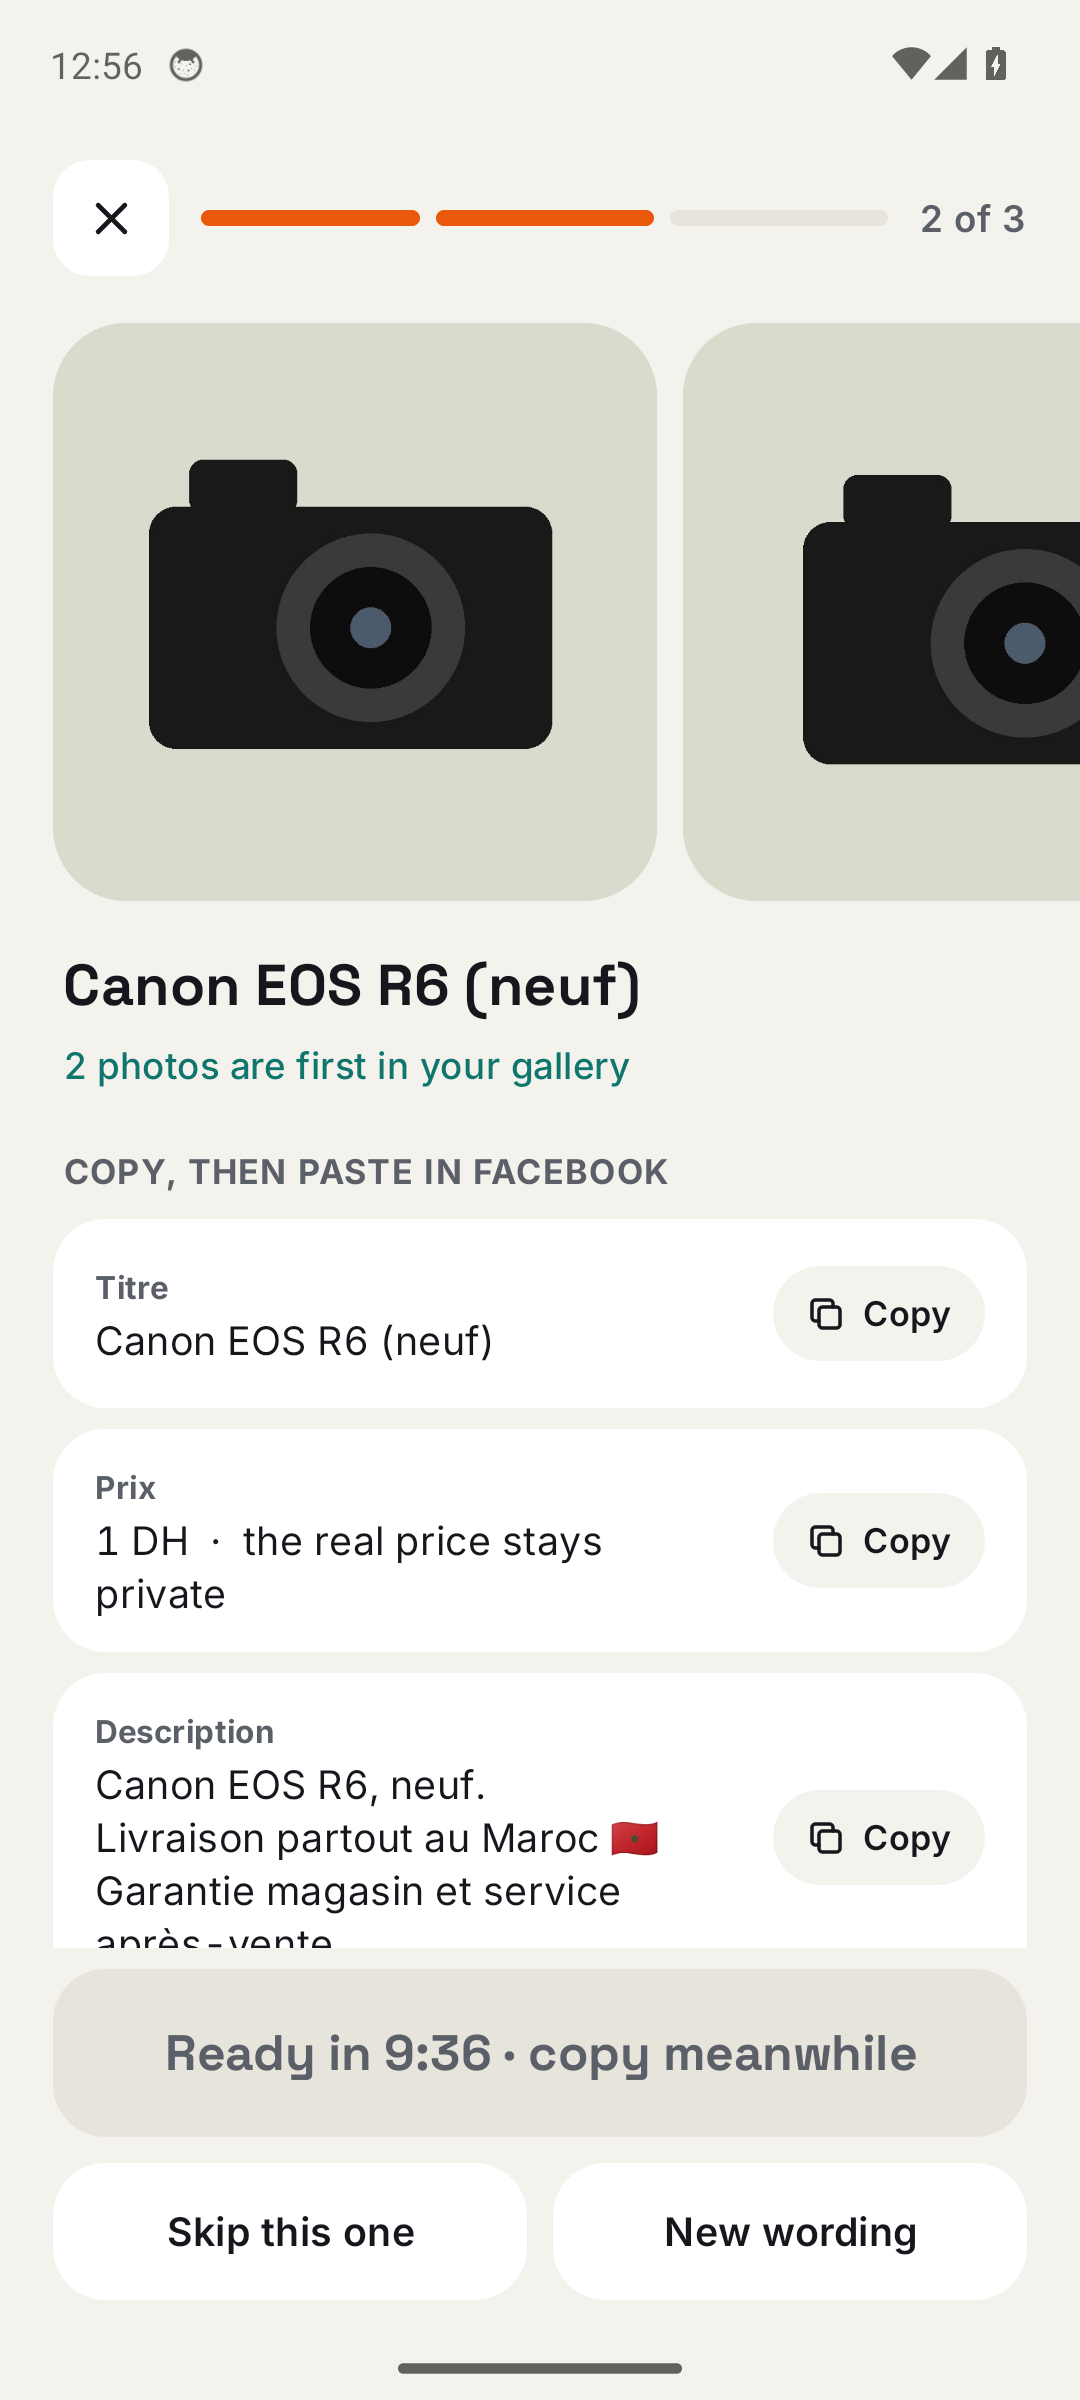 12:56
2 of 3
Canon EOS R6 (neuf)
2 photos are first in your gallery
COPY, THEN PASTE IN FACEBOOK
Titre
Canon EOS R6 (neuf)
Copy
Prix
1 DH · the real price stays
private
Copy
Description
Canon EOS R6, neuf.
Livraison partout au Maroc 🇲🇦
Garantie magasin et service
après-vente
Copy
Ready in 9:36 · copy meanwhile
Skip this one
New wording